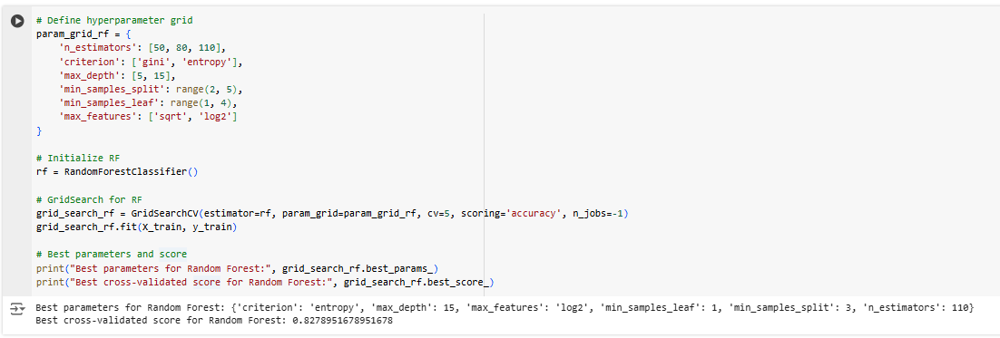 # Define hyperparameter grid
param_grid_rf = {
    'n_estimators': [50, 80, 110],
    'criterion': ['gini', 'entropy'],
    'max_depth': [5, 15],
    'min_samples_split': range(2, 5),
    'min_samples_leaf': range(1, 4),
    'max_features': ['sqrt', 'log2']
}
# Initialize RF
rf = RandomForestClassifier()
# GridSearch for RF
grid_search_rf = GridSearchCV(estimator=rf, param_grid=param_grid_rf, cv=5, scoring='accuracy', n_jobs=-1)
grid_search_rf.fit(X_train, y_train)
# Best parameters and score
print("Best parameters for Random Forest:", grid_search_rf.best_params_)
print("Best cross-validated score for Random Forest:", grid_search_rf.best_score_)
Best parameters for Random Forest: {'criterion': 'entropy', 'max_depth': 15, 'max_features': 'log2', 'min_samples_leaf': 1, 'min_samples_split': 3, 'n_estimators': 110}
Best cross-validated score for Random Forest: 0.8278951678951678